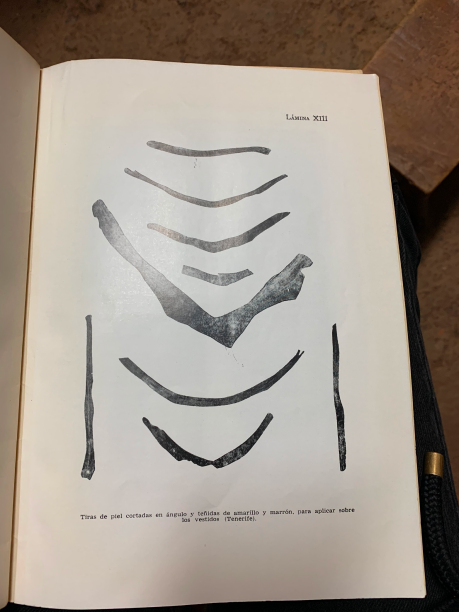 LÁMINA XIII
Tiras de piel cortadas en ángulo y teñidas de amarillo y marrón, para aplicar sobre
los vestidos (Tenerife).